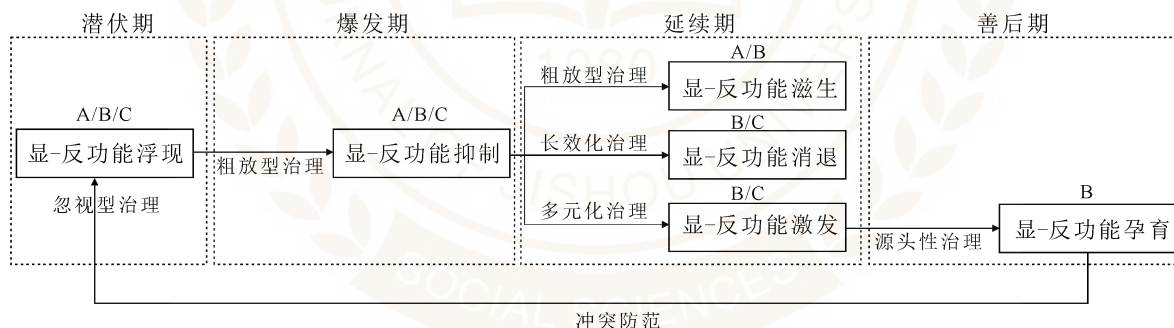 潜伏期
爆发期
延续期
善后期
A/B/C
显-反功能浮现
忽视型治理
粗放型治理
A/B/C
显-反功能抑制
粗放型治理
A/B
显-反功能滋生
长效化治理
B/C
显-反功能消退
多元化治理
B/C
显-反功能激发
源头性治理
B
显-反功能孕育
冲突防范
1980
SOCIAL SCIENCES